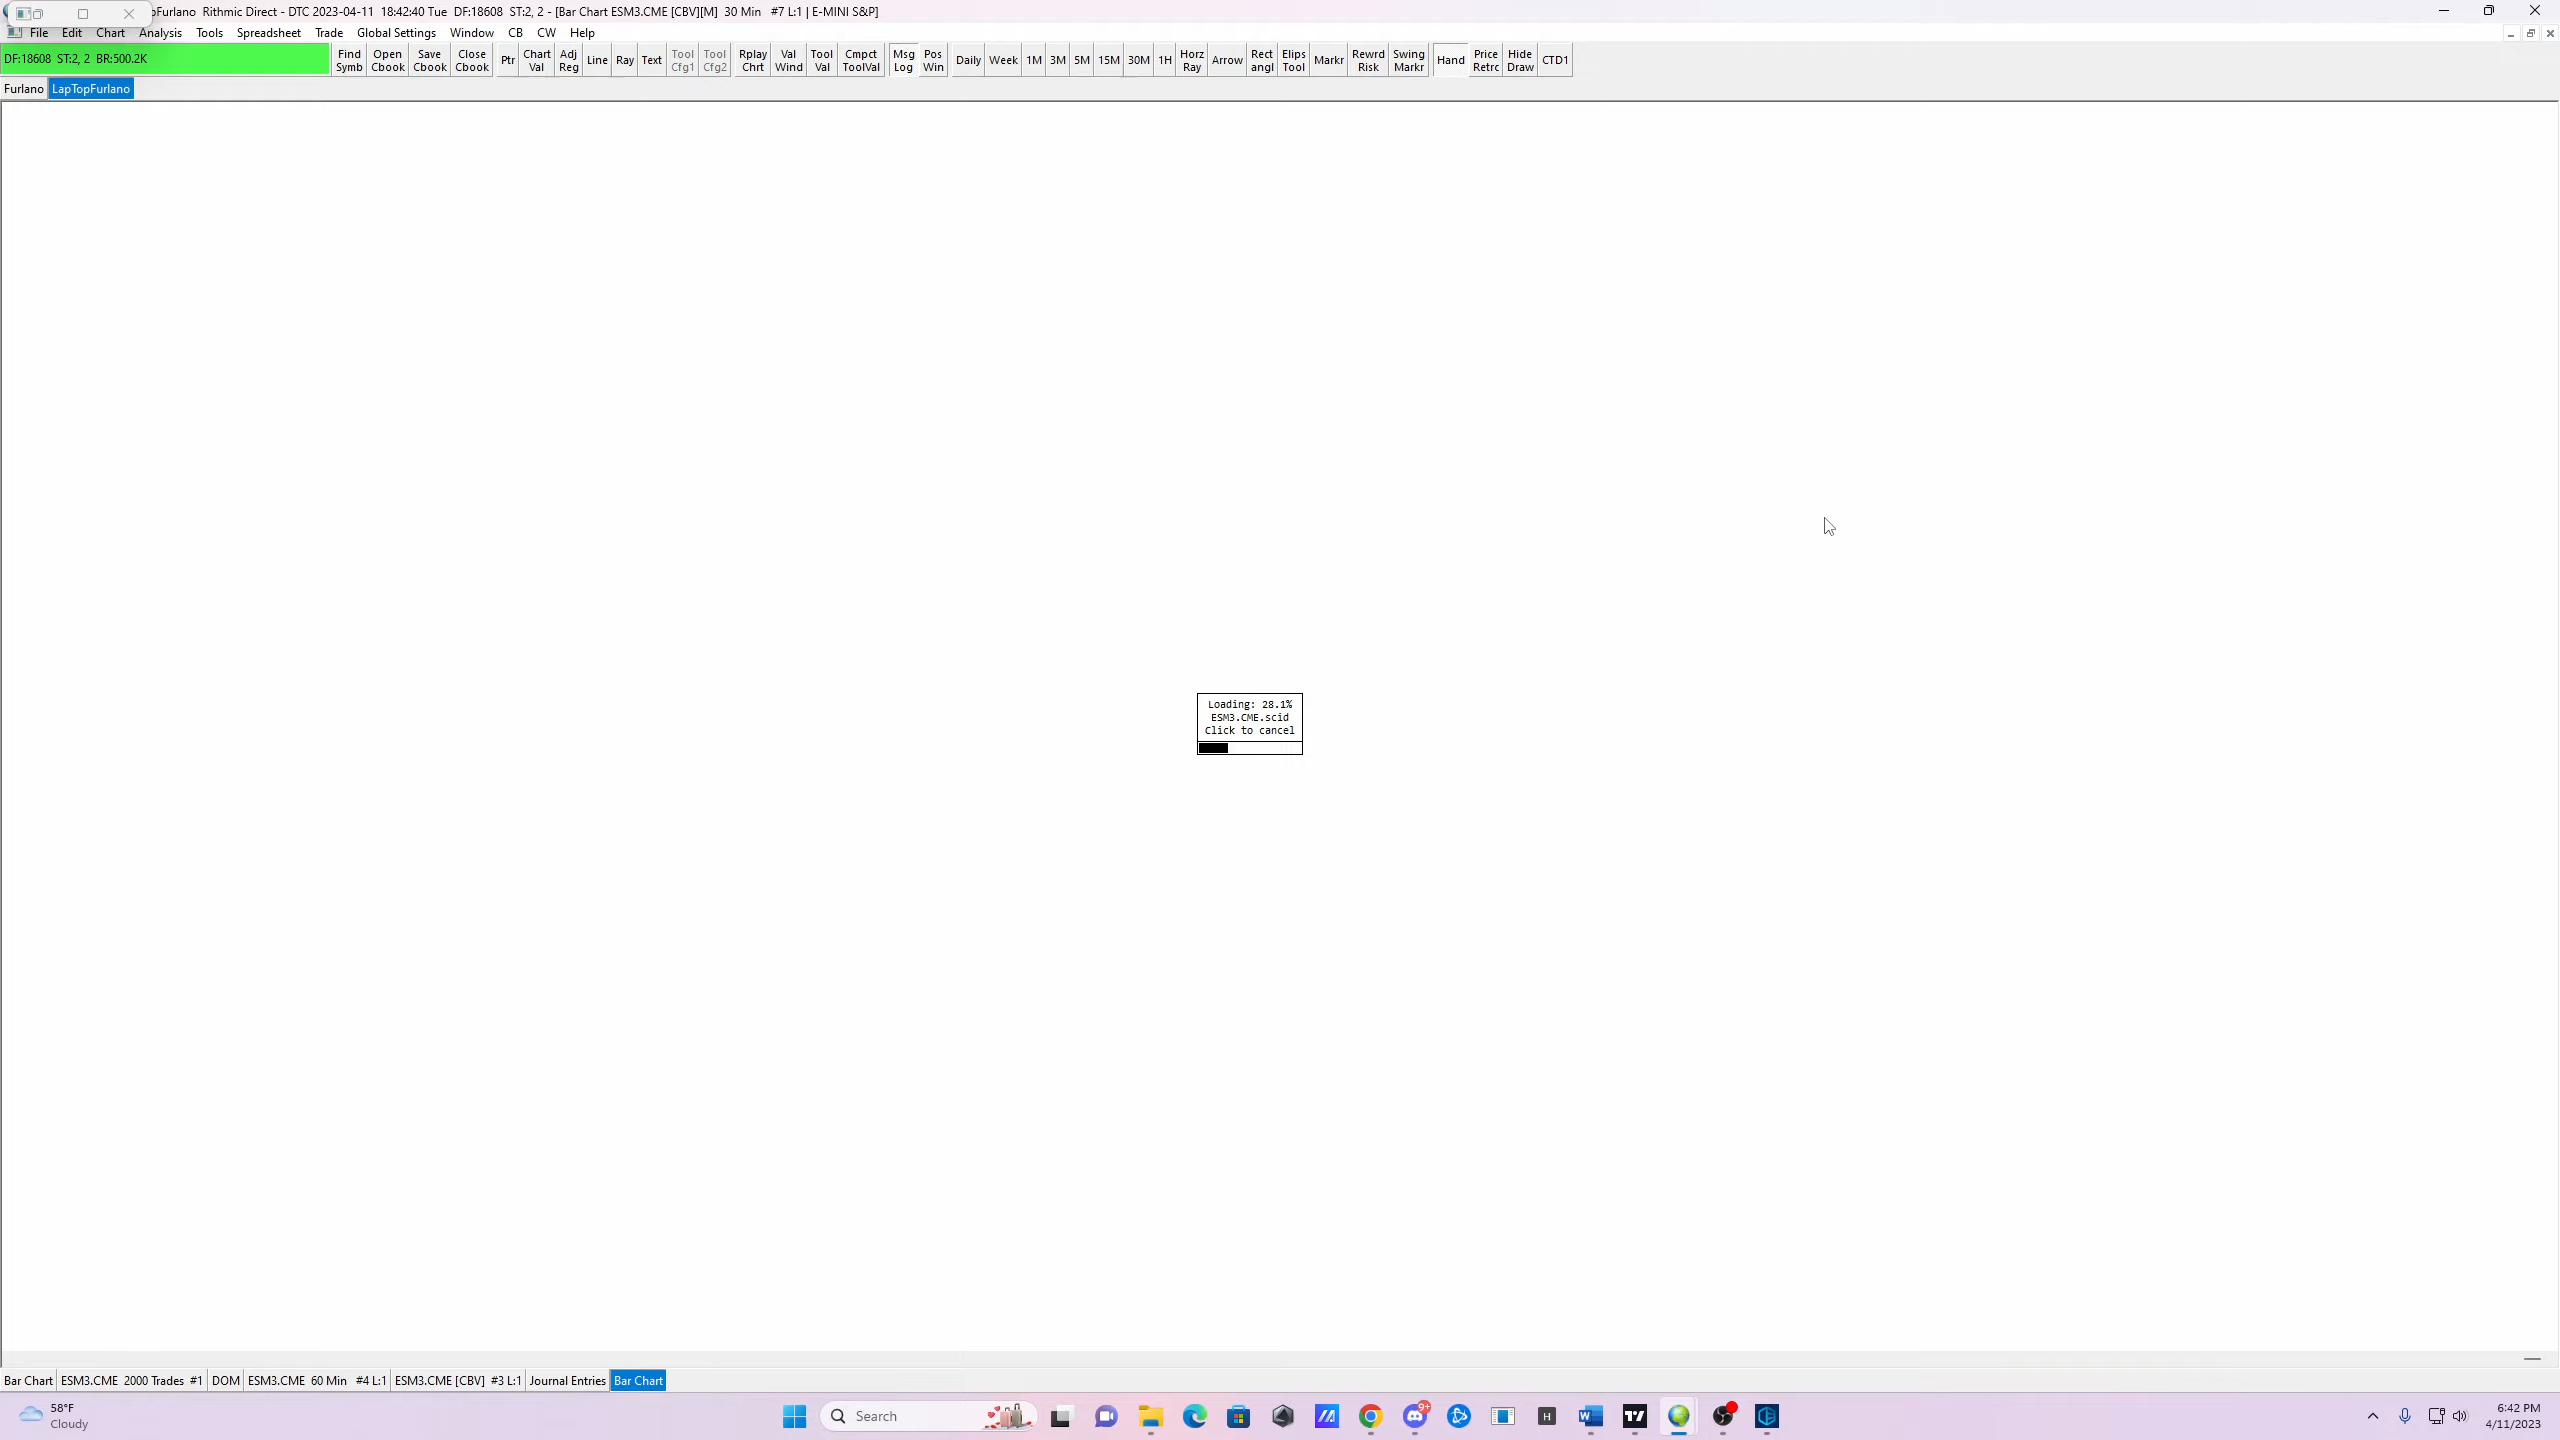 pFurlano Rithmic Direct - DTC 2023-04-11 18:42:40 Tue DF:18608 ST:2, 2 - [Bar Chart ESM3.CME [CBV][M] 30 Min #7 L:1 | E-MINI S&P]
File Edit Chart Analysis Tools Spreadsheet Trade Global Settings Window CB CW Help
DF:18608 ST:2, 2 BR:500.2K
Find Symb
Open Cbook
Save Cbook
Close Cbook
Ptr
Chart Val
Adj Reg
Line
Ray
Text
Tool Cfg1
Tool Cfg2
Rplay Chrt
Val Wind
Tool Val
Cmpct ToolVal
Msg Log
Pos Win
Daily
Week
1M
3M
5M
15M
30M
1H
Horz Ray
Arrow
Rect angl
Elips Tool
Markr
Rewrd Risk
Swing Markr
Hand
Price Retrc
Hide Draw
CTD1
Furlano LapTopFurlano
Loading: 28.1%
ESM3.CME.scid
Click to cancel
Bar Chart ESM3.CME 2000 Trades #1 DOM ESM3.CME 60 Min #4 L:1 ESM3.CME [CBV] #3 L:1 Journal Entries Bar Chart
58°F
Cloudy
Search
9+
H
6:42 PM
4/11/2023